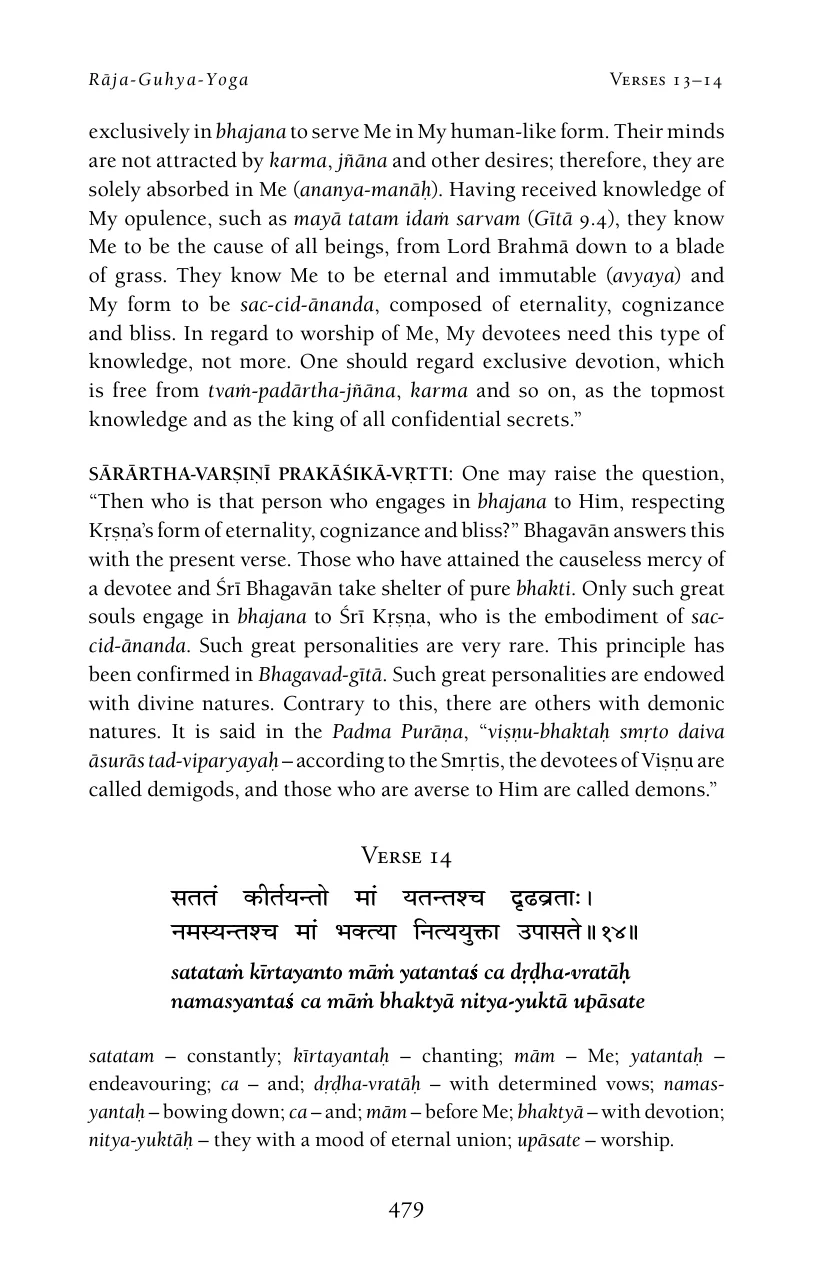 Rāja-Guhya-Yoga Verses 13–14
exclusively in bhajana to serve Me in My human-like form. Their minds
are not attracted by karma, jñāna and other desires; therefore, they are
solely absorbed in Me (ananya-manāḥ). Having received knowledge of
My opulence, such as mayā tatam idaṁ sarvam (Gītā 9.4), they know
Me to be the cause of all beings, from Lord Brahmā down to a blade
of grass. They know Me to be eternal and immutable (avyaya) and
My form to be sac-cid-ānanda, composed of eternality, cognizance
and bliss. In regard to worship of Me, My devotees need this type of
knowledge, not more. One should regard exclusive devotion, which
is free from tvaṁ-padārtha-jñāna, karma and so on, as the topmost
knowledge and as the king of all confidential secrets.”
SĀRĀRTHA-VARṢIṆĪ PRAKĀŚIKĀ-VṚTTI: One may raise the question,
“Then who is that person who engages in bhajana to Him, respecting
Kṛṣṇa’s form of eternality, cognizance and bliss?” Bhagavān answers this
with the present verse. Those who have attained the causeless mercy of
a devotee and Śrī Bhagavān take shelter of pure bhakti. Only such great
souls engage in bhajana to Śrī Kṛṣṇa, who is the embodiment of sac-
cid-ānanda. Such great personalities are very rare. This principle has
been confirmed in Bhagavad-gītā. Such great personalities are endowed
with divine natures. Contrary to this, there are others with demonic
natures. It is said in the Padma Purāṇa, “viṣṇu-bhaktaḥ smṛto daiva
āsurās tad-viparyayaḥ – according to the Smṛtis, the devotees of Viṣṇu are
called demigods, and those who are averse to Him are called demons.”
Verse 14
सततं कीर्तयन्तो मां यतन्तश्च दृढव्रताः।
नमस्यन्तश्च मां भक्त्या नित्ययुक्ता उपासते॥१४॥
satataṁ kīrtayanto māṁ yatantaś ca dṛḍha-vratāḥ
namasyantaś ca māṁ bhaktyā nitya-yuktā upāsate
satatam – constantly; kīrtayantaḥ – chanting; mām – Me; yatantaḥ –
endeavouring; ca – and; dṛḍha-vratāḥ – with determined vows; namas-
yantaḥ – bowing down; ca – and; mām – before Me; bhaktyā – with devotion;
nitya-yuktāḥ – they with a mood of eternal union; upāsate – worship.
479